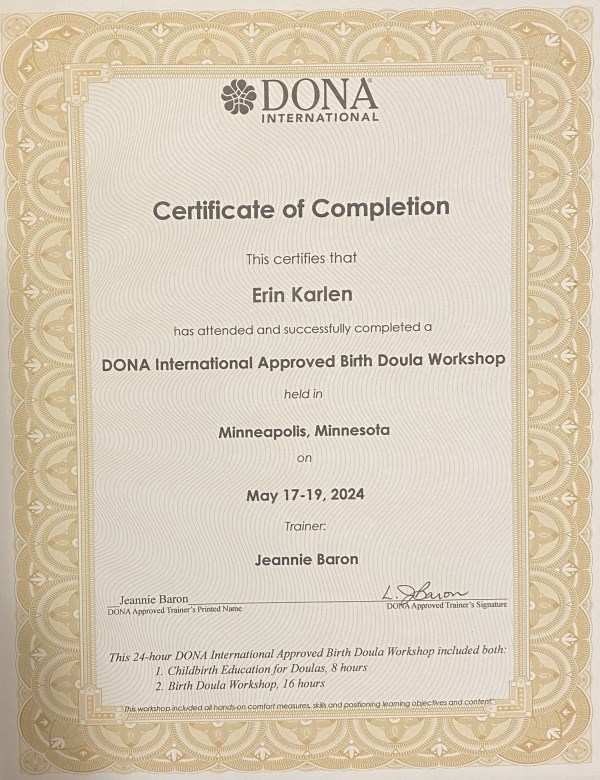 DONA
INTERNATIONAL
Certificate of Completion
This certifies that
Erin Karlen
has attended and successfully completed a
DONA International Approved Birth Doula Workshop
held in
Minneapolis, Minnesota
on
May 17-19, 2024
Trainer:
Jeannie Baron
Jeannie Baron L. J Baron
DONA Approved Trainer's Printed Name DONA Approved Trainer's Signature
This 24-hour DONA International Approved Birth Doula Workshop included both:
1. Childbirth Education for Doulas, 8 hours
2. Birth Doula Workshop, 16 hours
This workshop included all hands-on comfort measures, skills and positioning learning objectives and content.